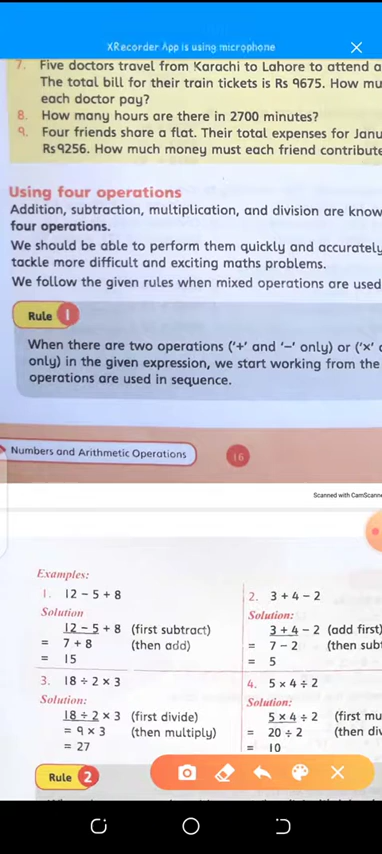 XRecorder App is using microphone
7. Five doctors travel from Karachi to Lahore to attend a
The total bill for their train tickets is Rs 9675. How mu
each doctor pay?
8. How many hours are there in 2700 minutes?
9. Four friends share a flat. Their total expenses for Janu
Rs9256. How much money must each friend contribute
Using four operations
Addition, subtraction, multiplication, and division are know
four operations.
We should be able to perform them quickly and accurately
tackle more difficult and exciting maths problems.
We follow the given rules when mixed operations are used
Rule 1
When there are two operations ('+' and '−' only) or ('×'
only) in the given expression, we start working from the
operations are used in sequence.
Numbers and Arithmetic Operations 16
Scanned with CamScanne
Examples:
1. 12 − 5 + 8
Solution
12 − 5 + 8 (first subtract)
= 7 + 8 (then add)
= 15
2. 3 + 4 − 2
Solution:
3 + 4 − 2 (add first)
= 7 − 2 (then subt
= 5
3. 18 ÷ 2 × 3
Solution:
18 ÷ 2 × 3 (first divide)
= 9 × 3 (then multiply)
= 27
4. 5 × 4 ÷ 2
Solution:
5 × 4 ÷ 2 (first mu
= 20 ÷ 2 (then div
= 10
Rule 2